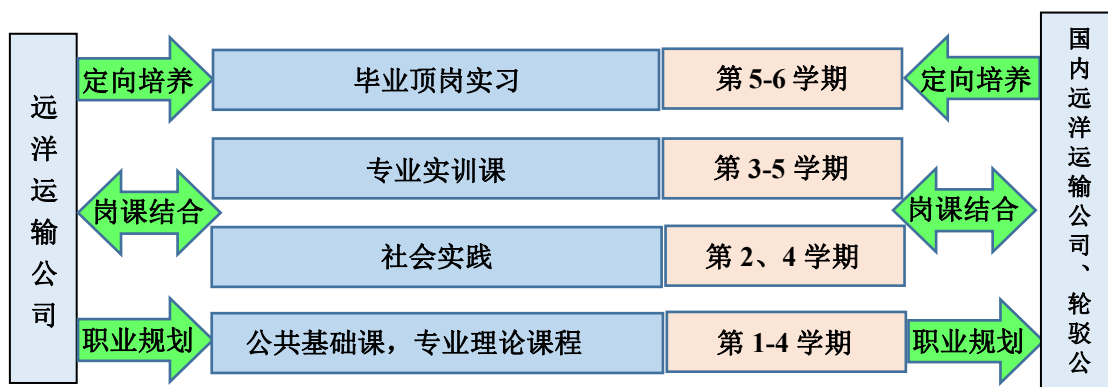 远洋运输公司
定向培养
毕业顶岗实习
第 5-6 学期
定向培养
专业实训课
第 3-5 学期
岗课结合
岗课结合
社会实践
第 2、4 学期
职业规划
公共基础课，专业理论课程
第 1-4 学期
职业规划
国内远洋运输公司、轮驳公